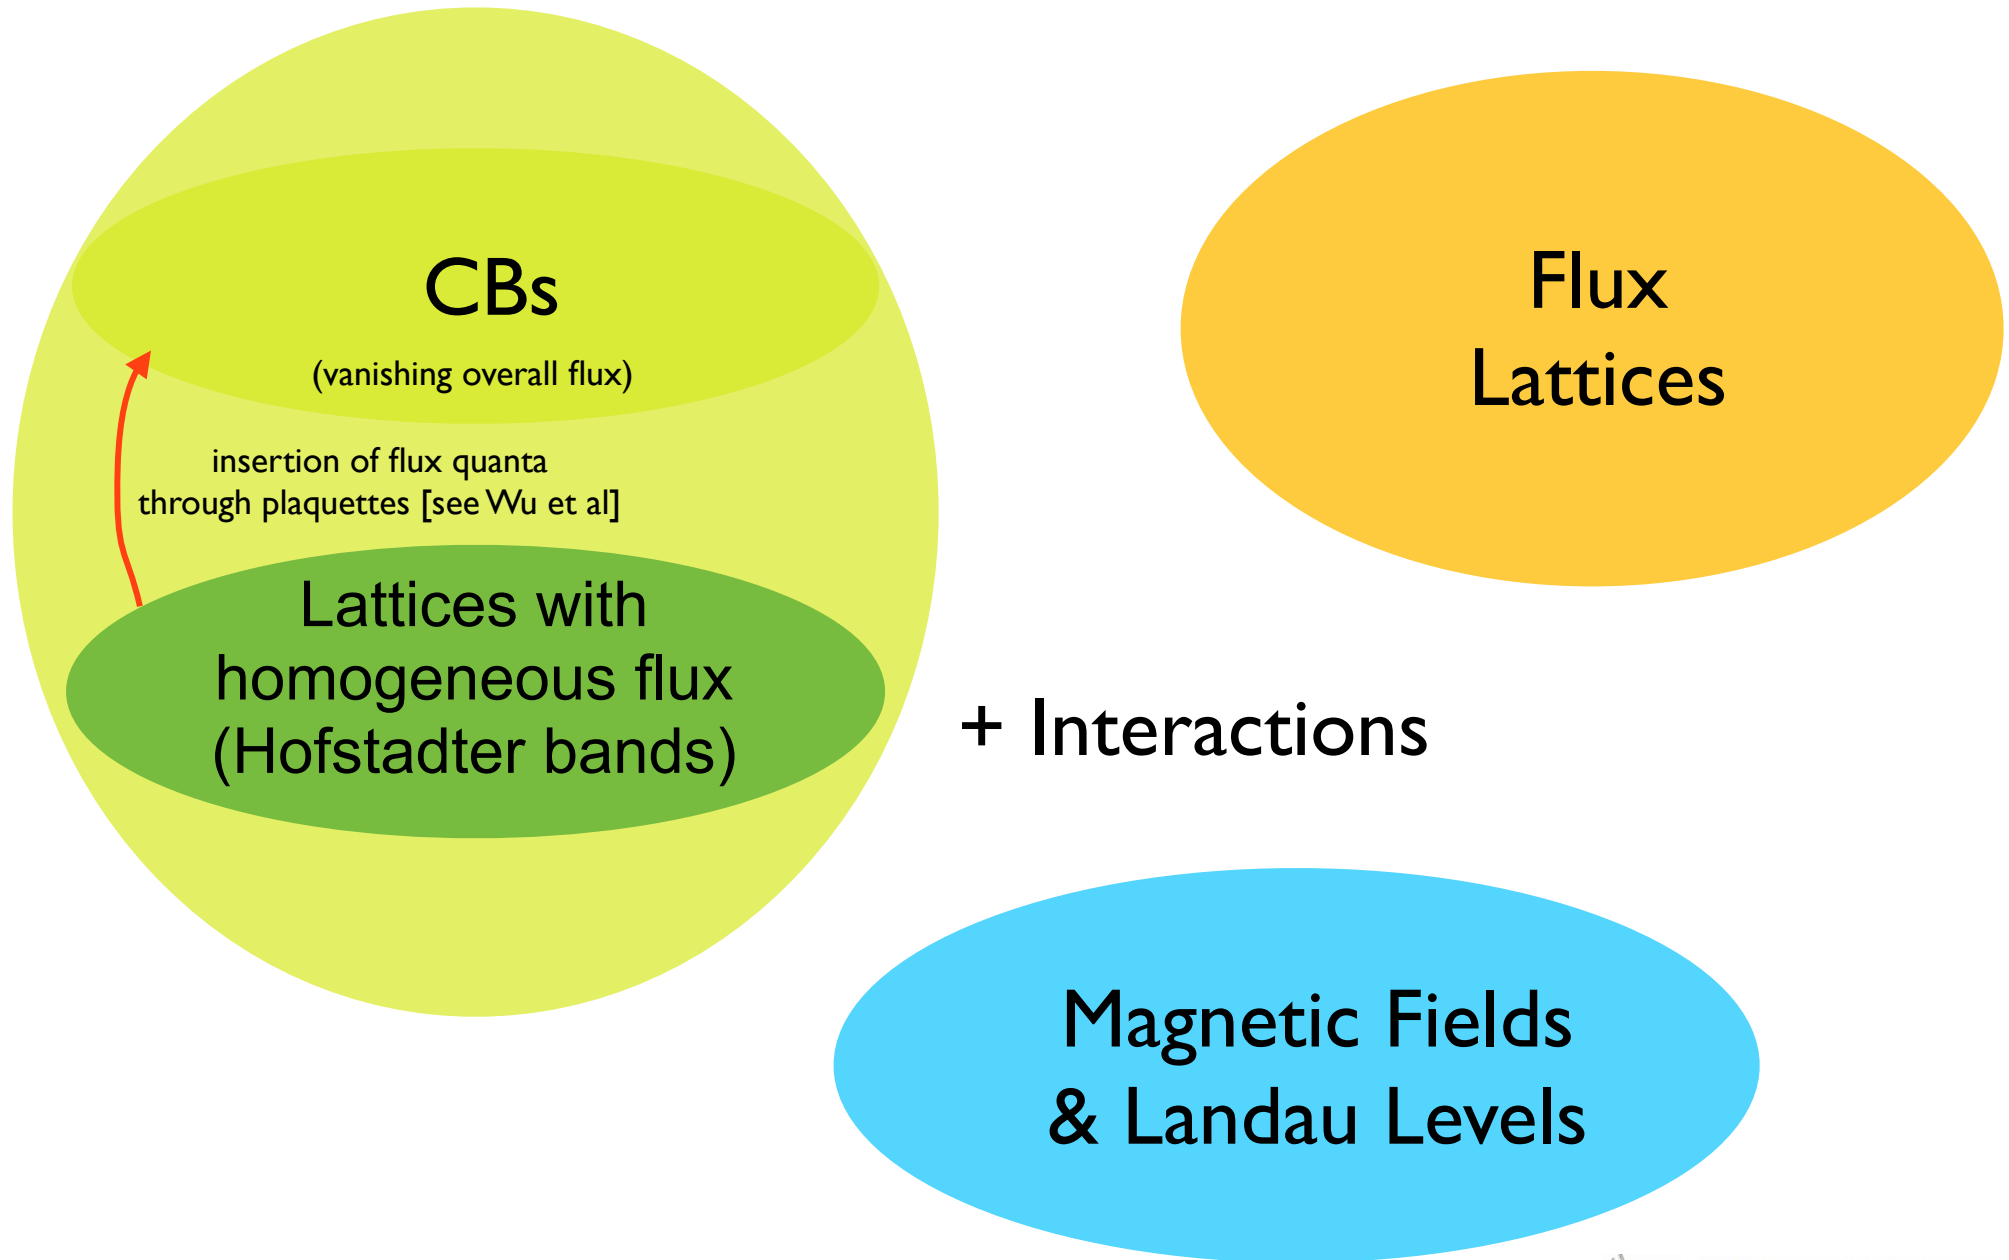 CBs
(vanishing overall flux)
insertion of flux quanta
through plaquettes [see Wu et al]
Lattices with
homogeneous flux
(Hofstadter bands)
Flux
Lattices
+ Interactions
Magnetic Fields
& Landau Levels